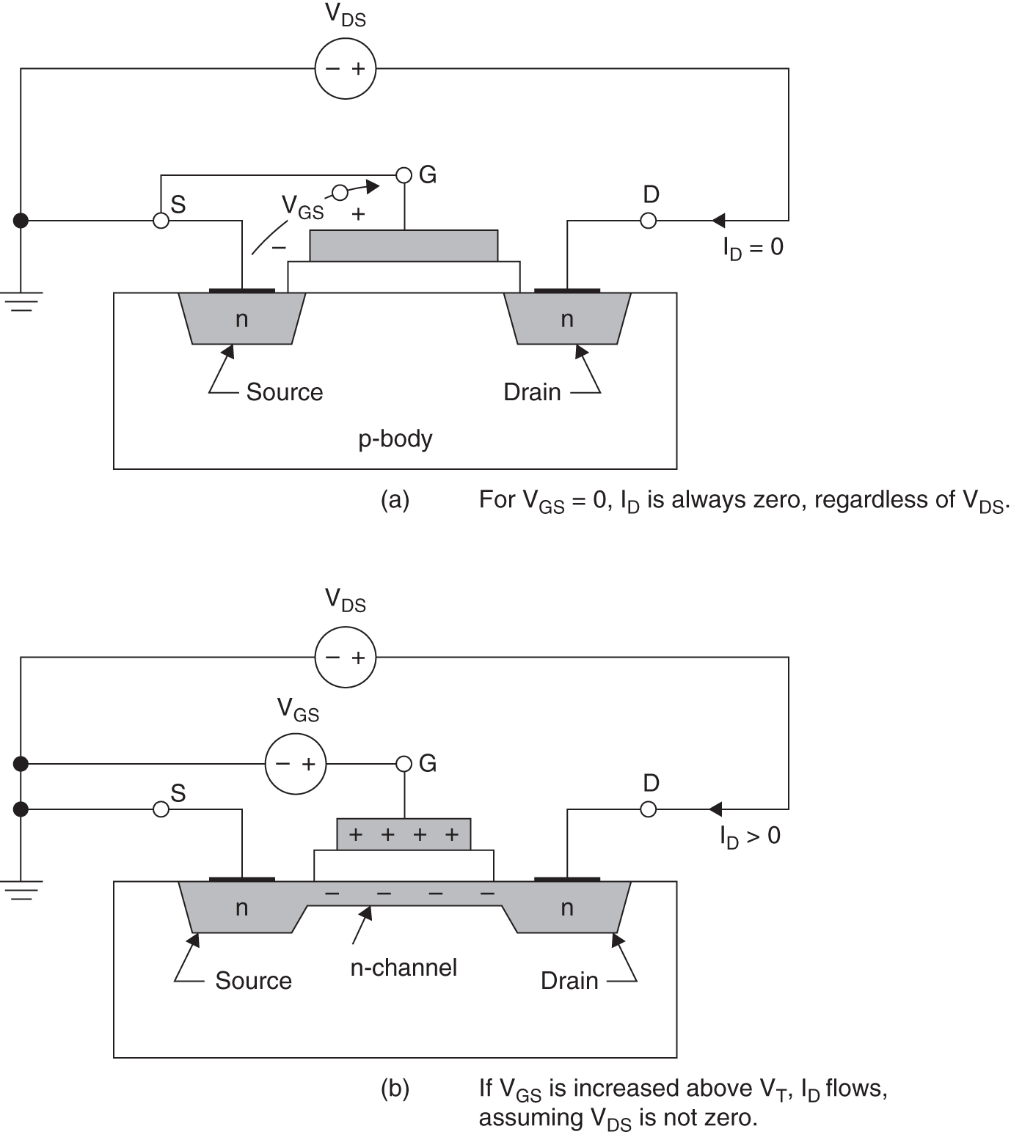 V_DS
− +
G
S
V_GS
+
−
D
I_D = 0
n
n
Source
Drain
p-body
(a) For V_GS = 0, I_D is always zero, regardless of V_DS.
V_DS
− +
V_GS
− +
G
S
D
+ + + +
I_D > 0
− − − −
n
n
n-channel
Source
Drain
(b) If V_GS is increased above V_T, I_D flows,
assuming V_DS is not zero.